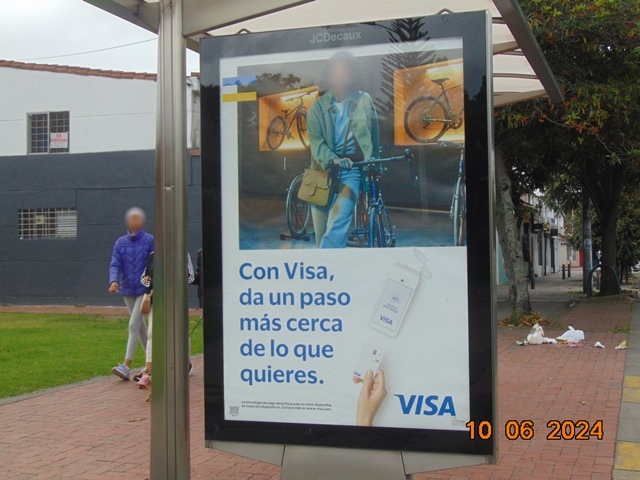 JCDecaux
Con Visa,
da un paso
más cerca
de lo que
quieres.
VISA
VISA
10 06 2024